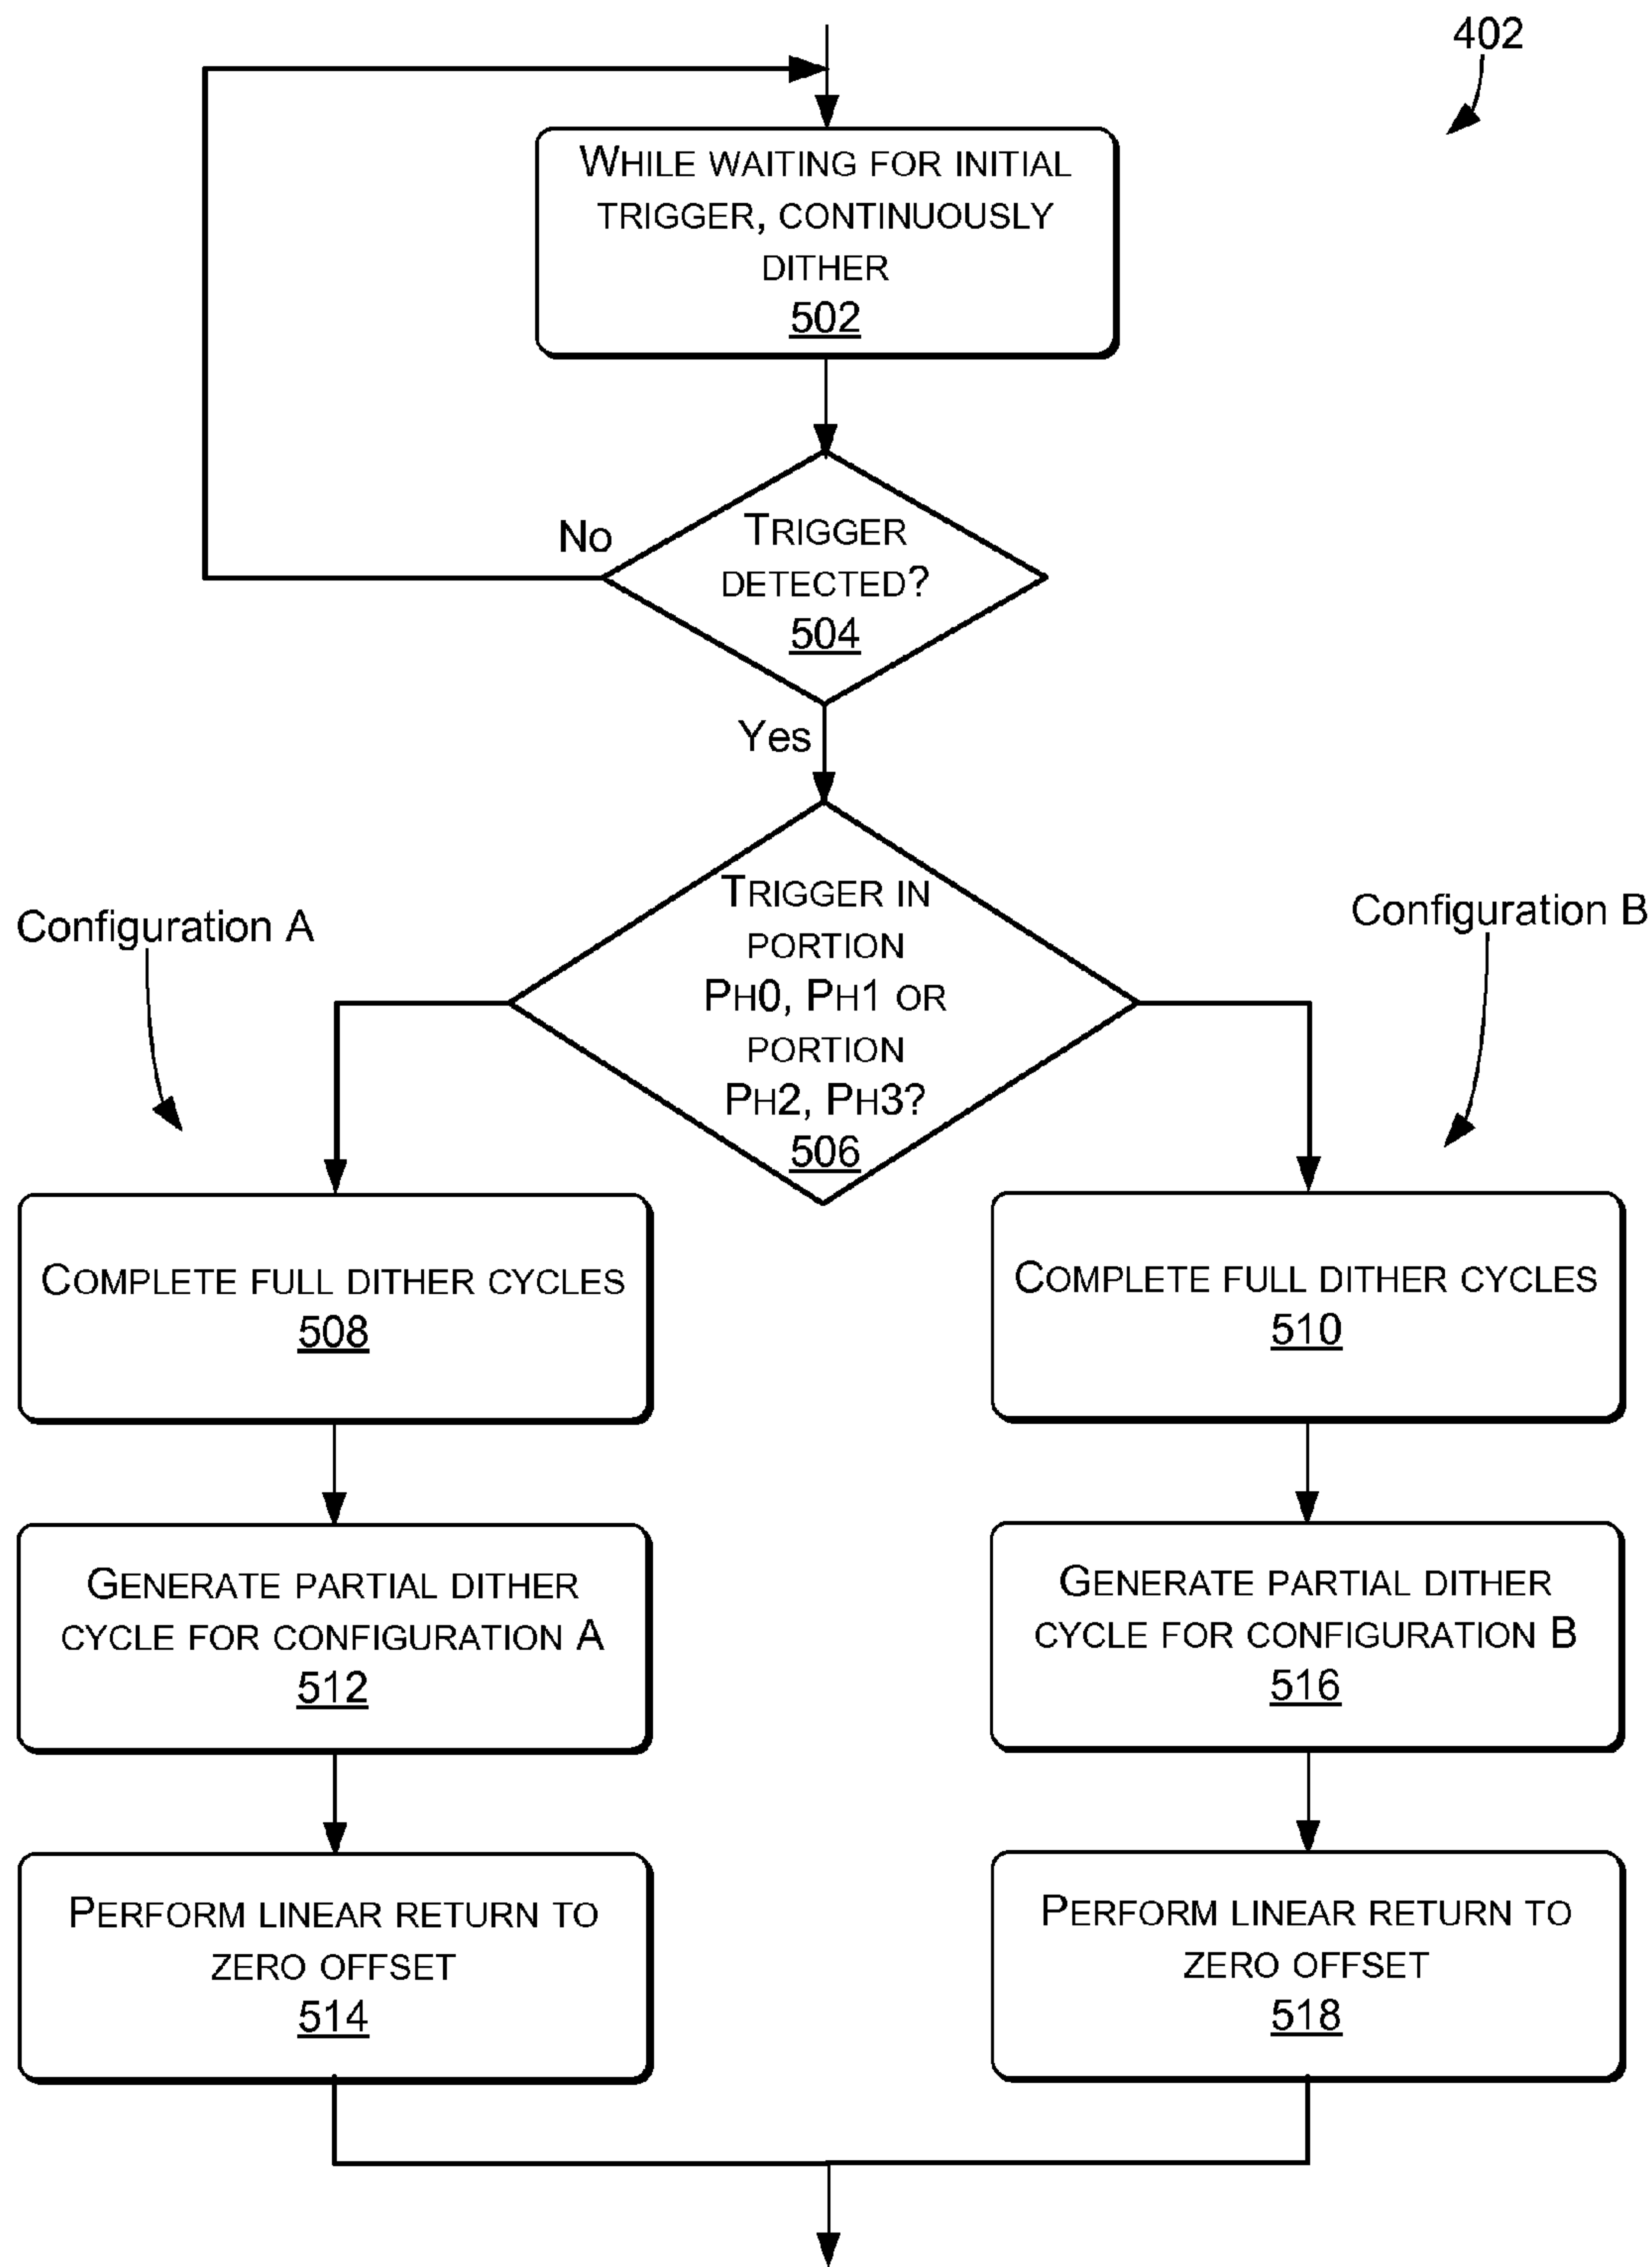 402
WHILE WAITING FOR INITIAL
TRIGGER, CONTINUOUSLY
DITHER
502
No
TRIGGER
DETECTED?
504
Yes
Configuration A
TRIGGER IN
PORTION
PH0, PH1 OR
PORTION
PH2, PH3?
506
Configuration B
COMPLETE FULL DITHER CYCLES
508
COMPLETE FULL DITHER CYCLES
510
GENERATE PARTIAL DITHER
CYCLE FOR CONFIGURATION A
512
GENERATE PARTIAL DITHER
CYCLE FOR CONFIGURATION B
516
PERFORM LINEAR RETURN TO
ZERO OFFSET
514
PERFORM LINEAR RETURN TO
ZERO OFFSET
518